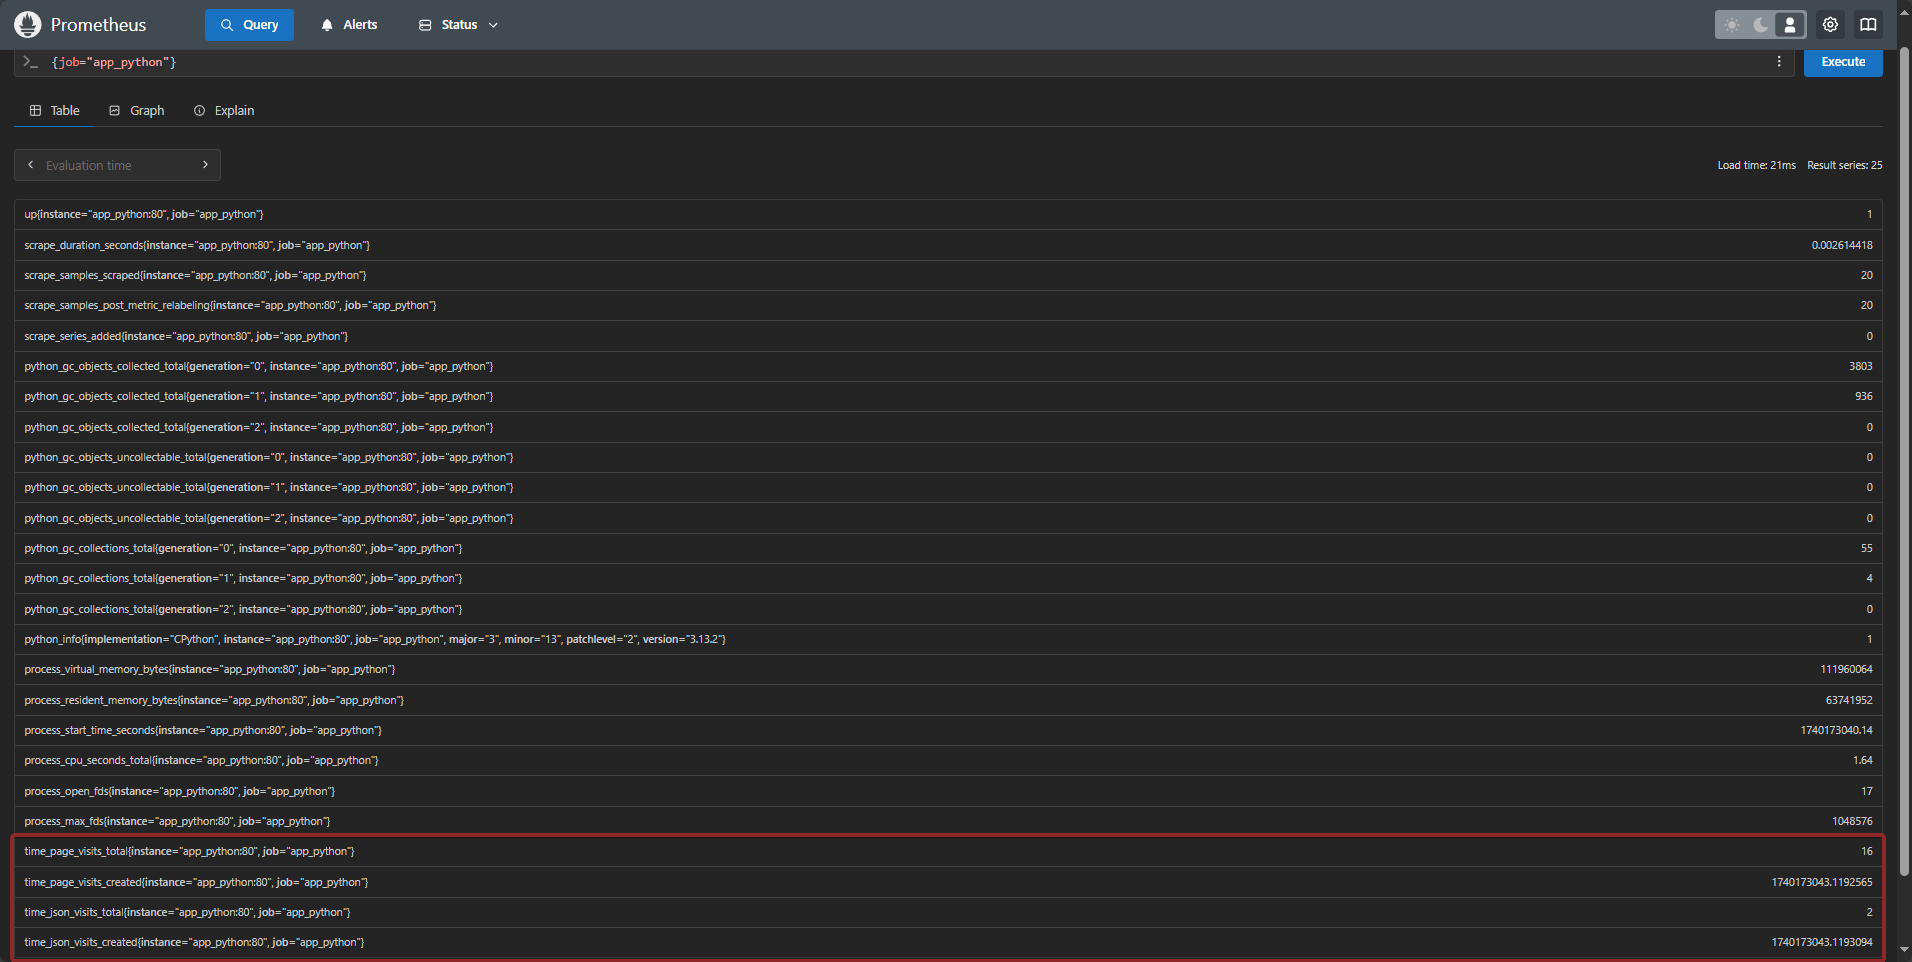 Prometheus Query Alerts Status
{job="app_python"} Execute
Table Graph Explain
Evaluation time Load time: 21ms Result series: 25
up{instance="app_python:80", job="app_python"} 1
scrape_duration_seconds{instance="app_python:80", job="app_python"} 0.002614418
scrape_samples_scraped{instance="app_python:80", job="app_python"} 20
scrape_samples_post_metric_relabeling{instance="app_python:80", job="app_python"} 20
scrape_series_added{instance="app_python:80", job="app_python"} 0
python_gc_objects_collected_total{generation="0", instance="app_python:80", job="app_python"} 3803
python_gc_objects_collected_total{generation="1", instance="app_python:80", job="app_python"} 936
python_gc_objects_collected_total{generation="2", instance="app_python:80", job="app_python"} 0
python_gc_objects_uncollectable_total{generation="0", instance="app_python:80", job="app_python"} 0
python_gc_objects_uncollectable_total{generation="1", instance="app_python:80", job="app_python"} 0
python_gc_objects_uncollectable_total{generation="2", instance="app_python:80", job="app_python"} 0
python_gc_collections_total{generation="0", instance="app_python:80", job="app_python"} 55
python_gc_collections_total{generation="1", instance="app_python:80", job="app_python"} 4
python_gc_collections_total{generation="2", instance="app_python:80", job="app_python"} 0
python_info{implementation="CPython", instance="app_python:80", job="app_python", major="3", minor="13", patchlevel="2", version="3.13.2"} 1
process_virtual_memory_bytes{instance="app_python:80", job="app_python"} 111960064
process_resident_memory_bytes{instance="app_python:80", job="app_python"} 63741952
process_start_time_seconds{instance="app_python:80", job="app_python"} 1740173040.14
process_cpu_seconds_total{instance="app_python:80", job="app_python"} 1.64
process_open_fds{instance="app_python:80", job="app_python"} 17
process_max_fds{instance="app_python:80", job="app_python"} 1048576
time_page_visits_total{instance="app_python:80", job="app_python"} 16
time_page_visits_created{instance="app_python:80", job="app_python"} 1740173043.1192565
time_json_visits_total{instance="app_python:80", job="app_python"} 2
time_json_visits_created{instance="app_python:80", job="app_python"} 1740173043.1193094